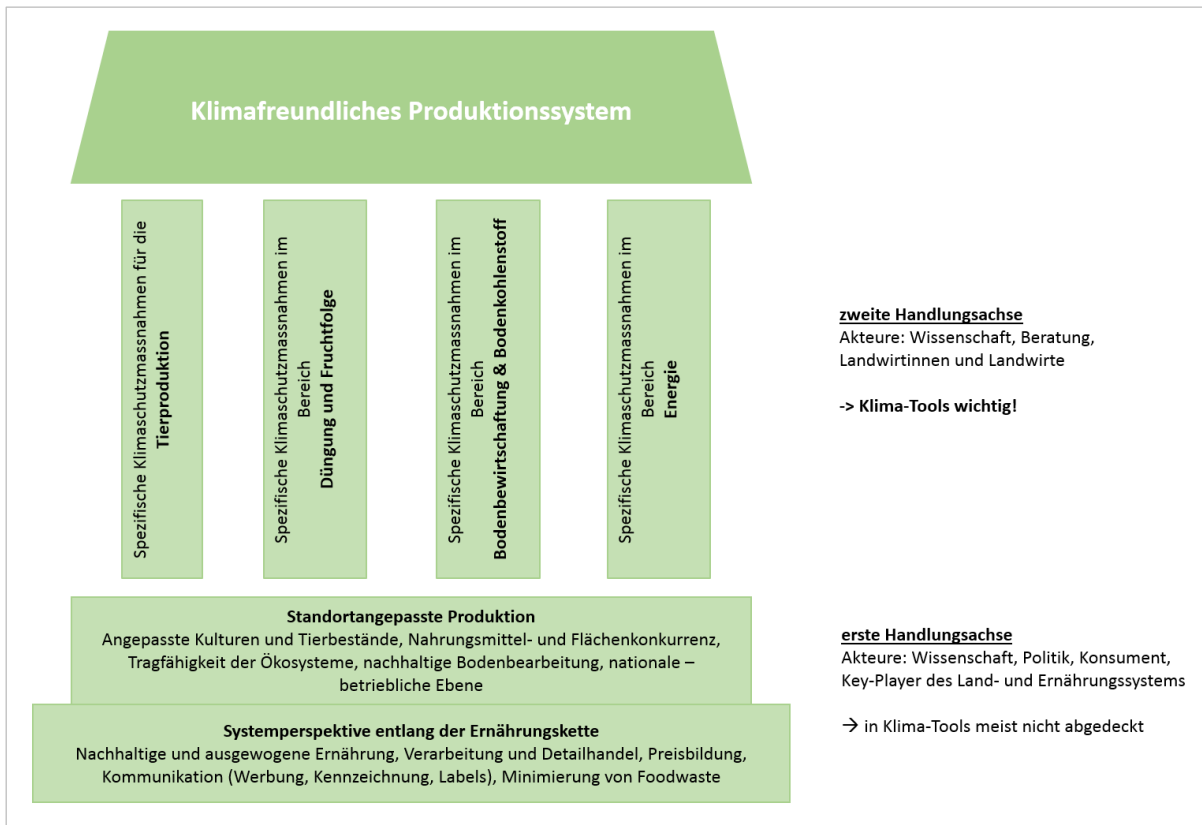 Klimafreundliches Produktionssystem
Spezifische Klimaschutzmassnahmen für die
Tierproduktion
Spezifische Klimaschutzmassnahmen im
Bereich
Düngung und Fruchtfolge
Spezifische Klimaschutzmassnahmen im
Bereich
Bodenbewirtschaftung & Bodenkohlenstoff
Spezifische Klimaschutzmassnahmen im
Bereich
Energie
zweite Handlungsachse
Akteure: Wissenschaft, Beratung,
Landwirtinnen und Landwirte
-> Klima-Tools wichtig!
Standortangepasste Produktion
Angepasste Kulturen und Tierbestände, Nahrungsmittel- und Flächenkonkurrenz,
Tragfähigkeit der Ökosysteme, nachhaltige Bodenbearbeitung, nationale –
betriebliche Ebene
erste Handlungsachse
Akteure: Wissenschaft, Politik, Konsument,
Key-Player des Land- und Ernährungssystems
→ in Klima-Tools meist nicht abgedeckt
Systemperspektive entlang der Ernährungskette
Nachhaltige und ausgewogene Ernährung, Verarbeitung und Detailhandel, Preisbildung,
Kommunikation (Werbung, Kennzeichnung, Labels), Minimierung von Foodwaste